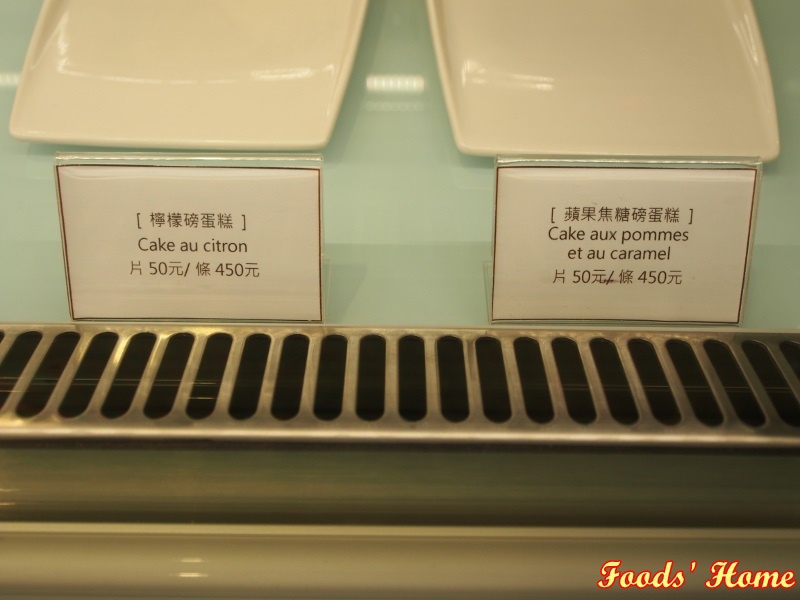 [ 檸檬磅蛋糕 ]
Cake au citron
片 50元/ 條 450元
[ 蘋果焦糖磅蛋糕 ]
Cake aux pommes
et au caramel
片 50元/ 條 450元
Foods' Home